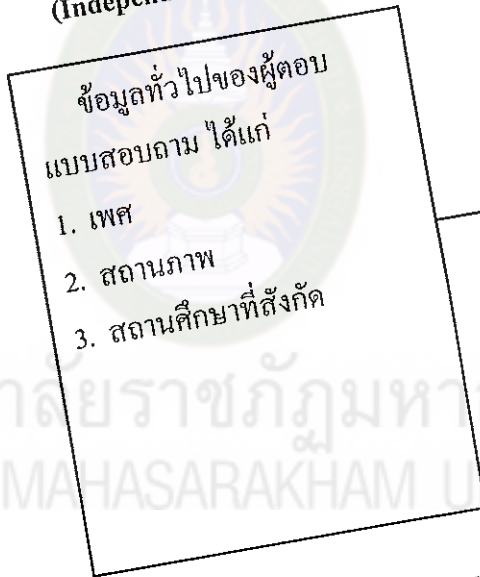 (Independ
ข้อมูลทั่วไปของผู้ตอบ
แบบสอบถาม ได้แก่
1. เพศ
2. สถานภาพ
3. สถานศึกษาที่สังกัด
ราชภัฏมหา
MAHASARAKHAM U